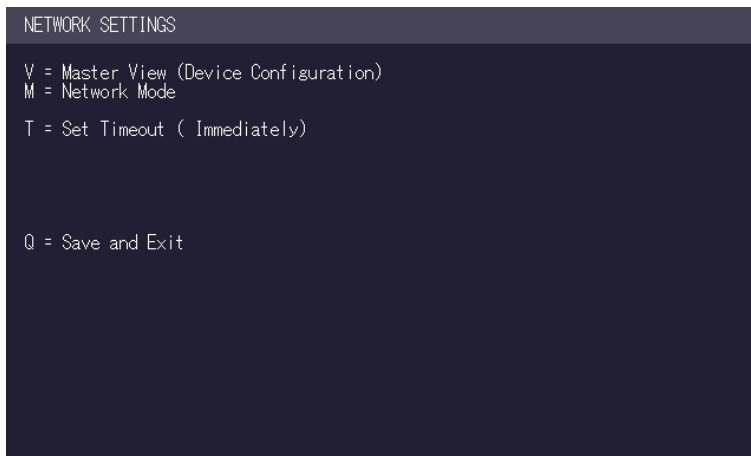 NETWORK SETTINGS
V = Master View (Device Configuration)
M = Network Mode
T = Set Timeout ( Immediately)
Q = Save and Exit